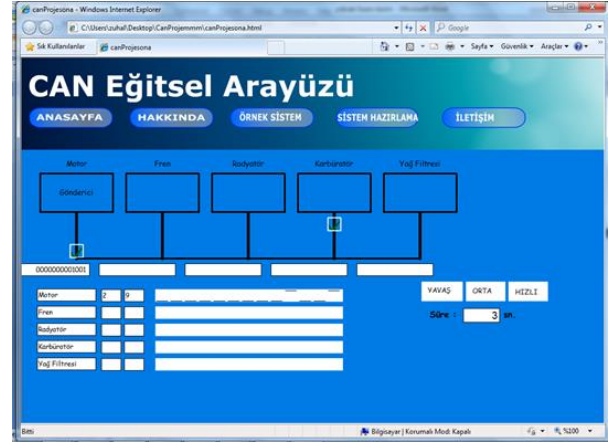 canProjesona - Windows Internet Explorer
C:\Users\zuhal\Desktop\CanProjemmm\canProjesona.html
Google
Sık Kullanılanlar canProjesona Sayfa Güvenlik Araçlar
CAN Eğitsel Arayüzü
ANASAYFA HAKKINDA ÖRNEK SİSTEM SİSTEM HAZIRLAMA İLETİŞİM
Motor Fren Radyatör Karbüratör Yağ Filtresi
Gönderici
0000000001001
Motor 2 9 YAVAŞ ORTA HIZLI
Fren Süre : 3 sn.
Radyatör
Karbüratör
Yağ Filtresi
Bitti Bilgisayar | Korumalı Mod: Kapalı %100